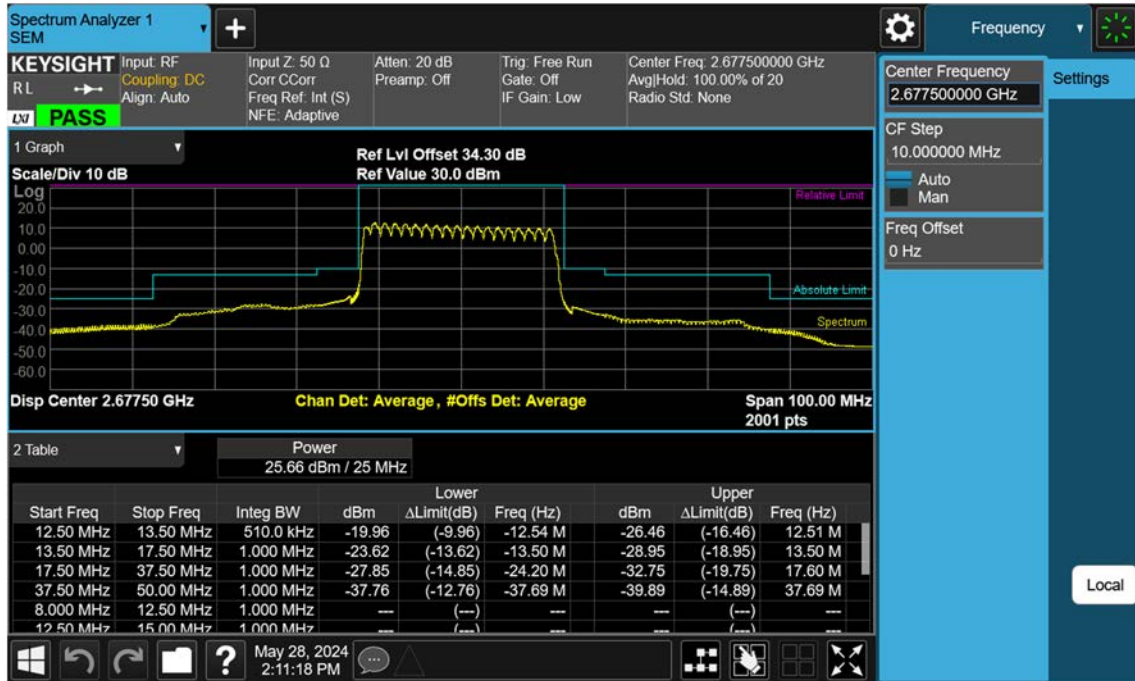 Spectrum Analyzer 1
SEM
+
Frequency
KEYSIGHT
R L
LXI
PASS
Input: RF
Coupling: DC
Align: Auto
Input Z: 50 Ω
Corr CCorr
Freq Ref: Int (S)
NFE: Adaptive
Atten: 20 dB
Preamp: Off
Trig: Free Run
Gate: Off
IF Gain: Low
Center Freq: 2.677500000 GHz
Avg|Hold: 100.00% of 20
Radio Std: None
Center Frequency
2.677500000 GHz
Settings
CF Step
10.000000 MHz
Auto
Man
Freq Offset
0 Hz
Local
1 Graph
Scale/Div 10 dB
Ref Lvl Offset 34.30 dB
Ref Value 30.0 dBm
Log
20.0
10.0
0.00
-10.0
-20.0
-30.0
-40.0
-50.0
-60.0
Relative Limit
Absolute Limit
Spectrum
Disp Center 2.67750 GHz
Chan Det: Average, #Offs Det: Average
Span 100.00 MHz
2001 pts
2 Table
Power
25.66 dBm / 25 MHz
Lower Upper
Start Freq Stop Freq Integ BW dBm ΔLimit(dB) Freq (Hz) dBm ΔLimit(dB) Freq (Hz)
12.50 MHz 13.50 MHz 510.0 kHz -19.96 (-9.96) -12.54 M -26.46 (-16.46) 12.51 M
13.50 MHz 17.50 MHz 1.000 MHz -23.62 (-13.62) -13.50 M -28.95 (-18.95) 13.50 M
17.50 MHz 37.50 MHz 1.000 MHz -27.85 (-14.85) -24.20 M -32.75 (-19.75) 17.60 M
37.50 MHz 50.00 MHz 1.000 MHz -37.76 (-12.76) -37.69 M -39.89 (-14.89) 37.69 M
8.000 MHz 12.50 MHz 1.000 MHz --- (---) --- --- (---) ---
12.50 MHz 15.00 MHz 1.000 MHz --- (---) --- --- (---) ---
?
May 28, 2024
2:11:18 PM